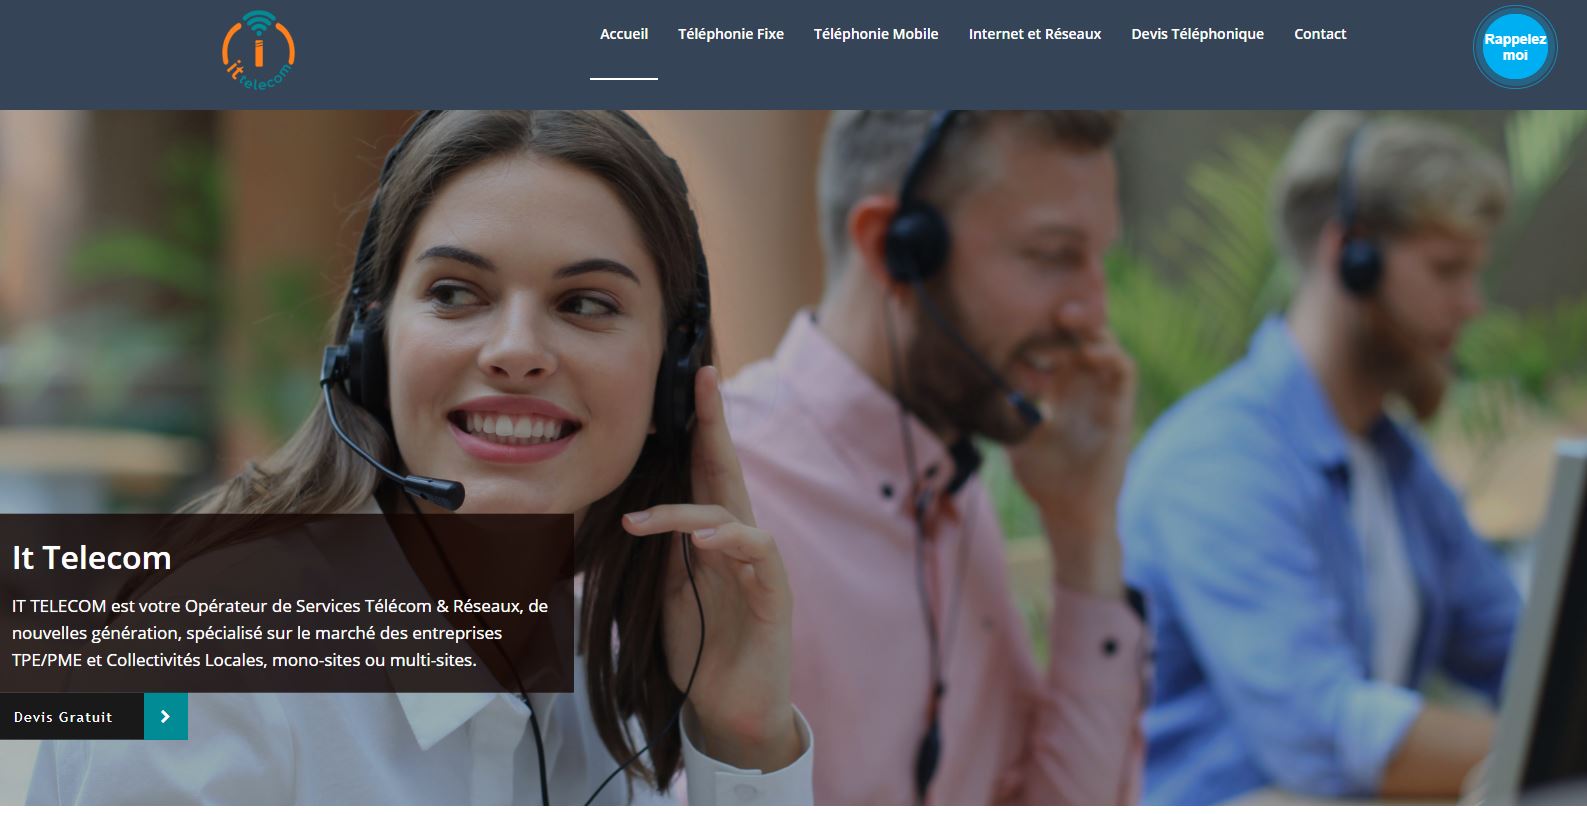 it telecom
Accueil
Téléphonie Fixe
Téléphonie Mobile
Internet et Réseaux
Devis Téléphonique
Contact
Rappelez
moi
It Telecom
IT TELECOM est votre Opérateur de Services Télécom & Réseaux, de
nouvelles génération, spécialisé sur le marché des entreprises
TPE/PME et Collectivités Locales, mono-sites ou multi-sites.
Devis Gratuit